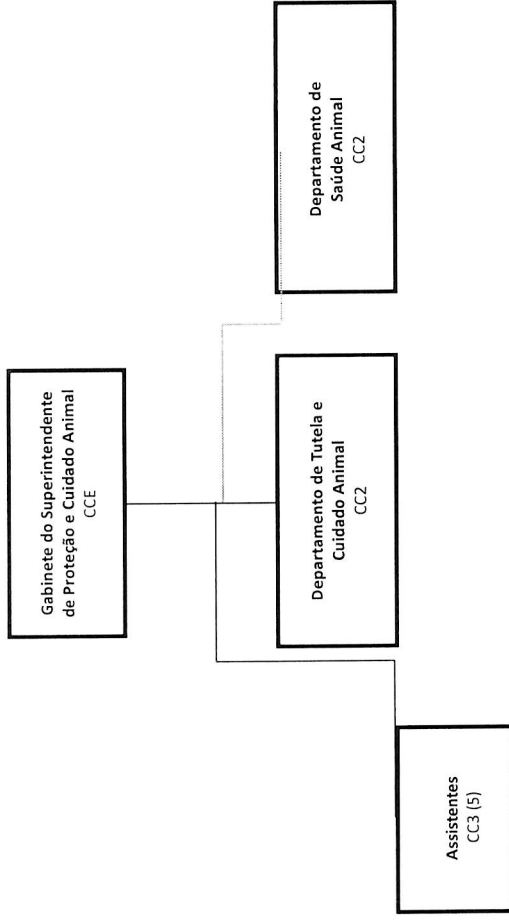 Gabinete do Superintendente
de Proteção e Cuidado Animal
CCE
Assistentes
CC3 (5)
Departamento de Tutela e
Cuidado Animal
CC2
Departamento de
Saúde Animal
CC2